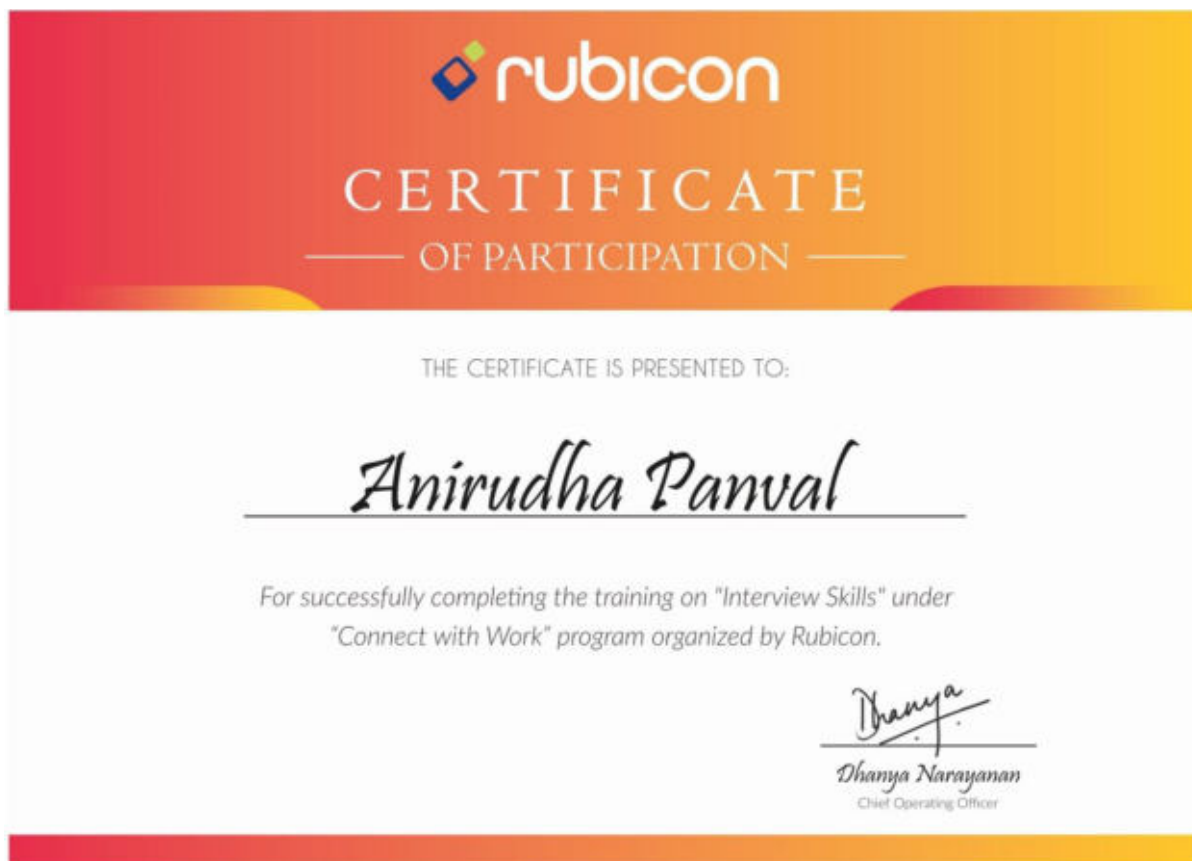 rubicon
CERTIFICATE
OF PARTICIPATION
THE CERTIFICATE IS PRESENTED TO:
Anirudha Panval
For successfully completing the training on "Interview Skills" under
"Connect with Work" program organized by Rubicon.
Dhanya
Dhanya Narayanan
Chief Operating Officer